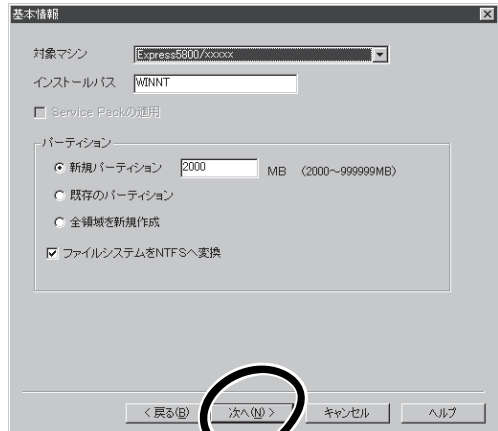 基本情報
対象マシン Express5800/xxxxx
インストールパス WINNT
Service Packの適用
パーティション
新規パーティション 2000 MB (2000～999999MB)
既存のパーティション
全領域を新規作成
ファイルシステムをNTFSへ変換
< 戻る(B) 次へ(N) > キャンセル ヘルプ